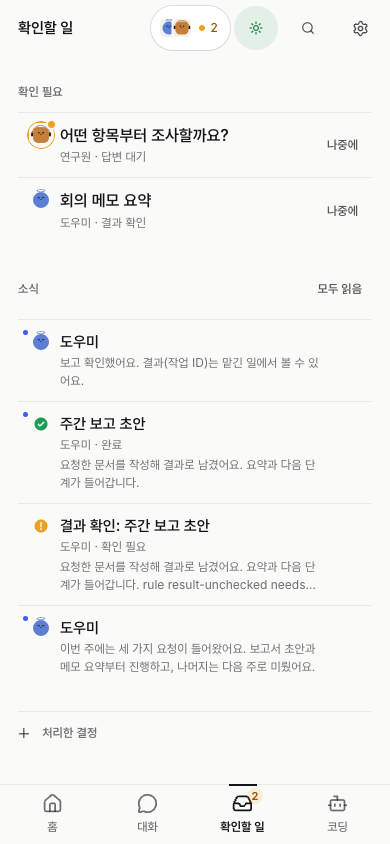 확인할 일
2
확인 필요
어떤 항목부터 조사할까요?
연구원 · 답변 대기
나중에
회의 메모 요약
도우미 · 결과 확인
나중에
소식
모두 읽음
도우미
보고 확인했어요. 결과(작업 ID)는 맡긴 일에서 볼 수 있
어요.
주간 보고 초안
도우미 · 완료
요청한 문서를 작성해 결과로 남겼어요. 요약과 다음 단
계가 들어갑니다.
결과 확인: 주간 보고 초안
도우미 · 확인 필요
요청한 문서를 작성해 결과로 남겼어요. 요약과 다음 단
계가 들어갑니다. rule result-unchecked needs...
도우미
이번 주에는 세 가지 요청이 들어왔어요. 보고서 초안과
메모 요약부터 진행하고, 나머지는 다음 주로 미뤘어요.
처리한 결정
2
홈
대화
확인할 일
코딩